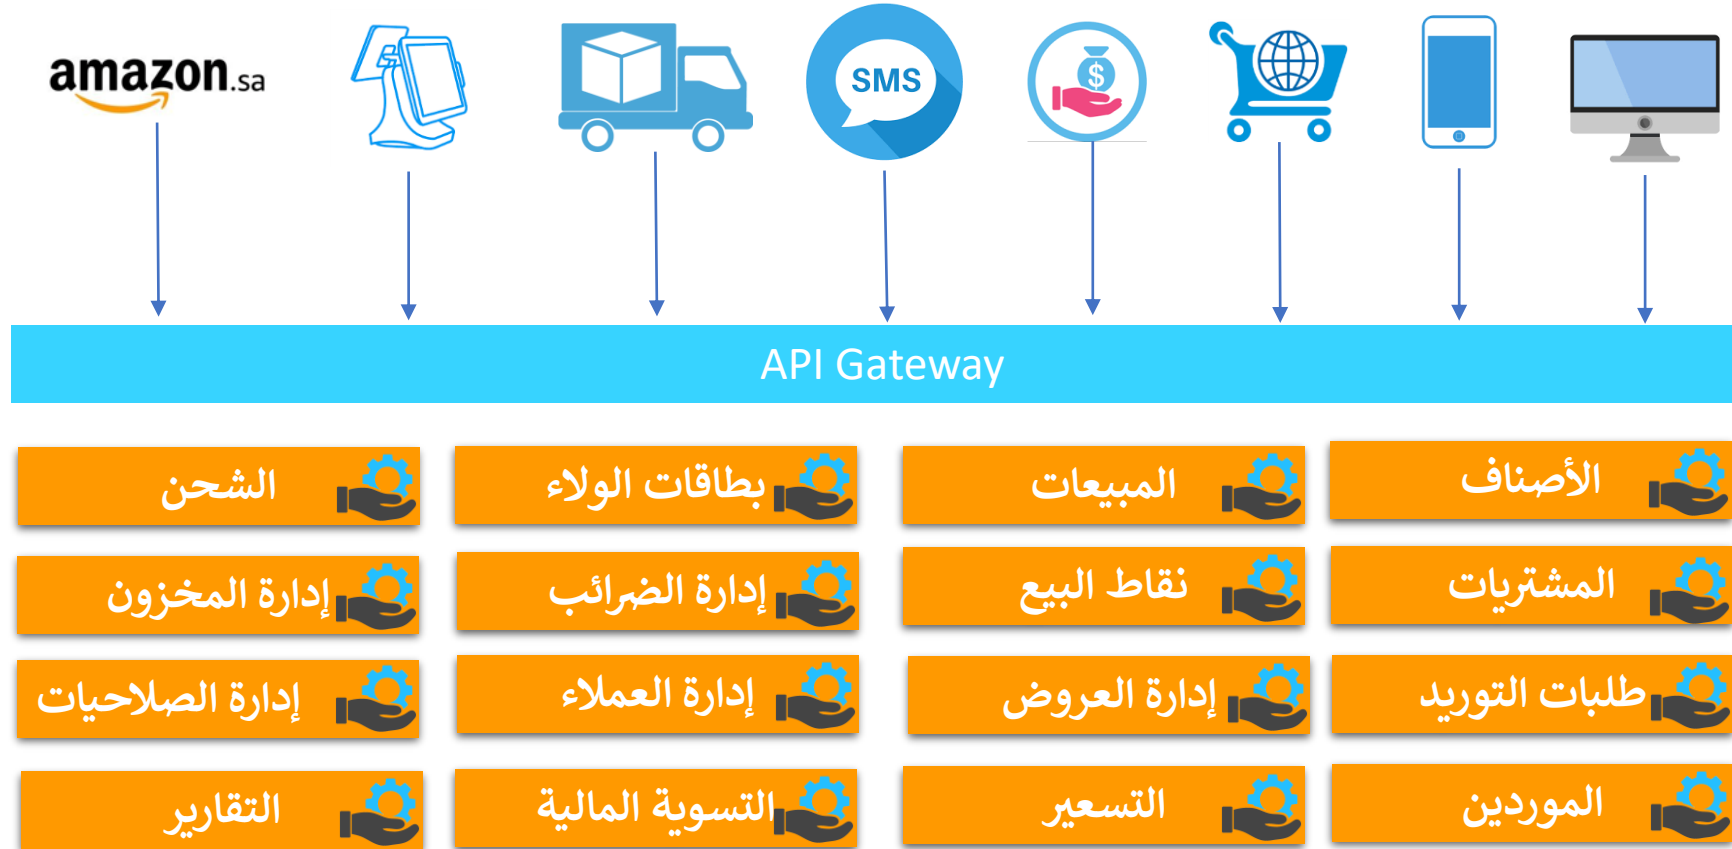 amazon.sa
SMS
$
API Gateway
الأصناف
المبيعات
بطاقات الولاء
الشحن
المشتريات
نقاط البيع
إدارة الضرائب
إدارة المخزون
طلبات التوريد
إدارة العروض
إدارة العملاء
إدارة الصلاحيات
الموردين
التسعير
التسوية المالية
التقارير